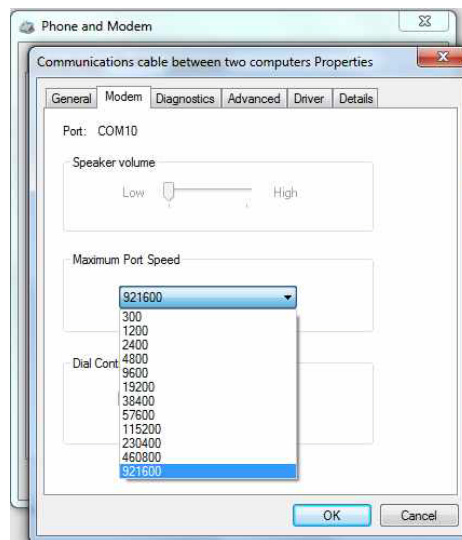 Phone and Modem
Communications cable between two computers Properties
General Modem Diagnostics Advanced Driver Details
Port: COM10
Speaker volume
Low High
Maximum Port Speed
921600
300
1200
2400
4800
9600
19200
38400
57600
115200
230400
460800
921600
Dial Cont
OK Cancel